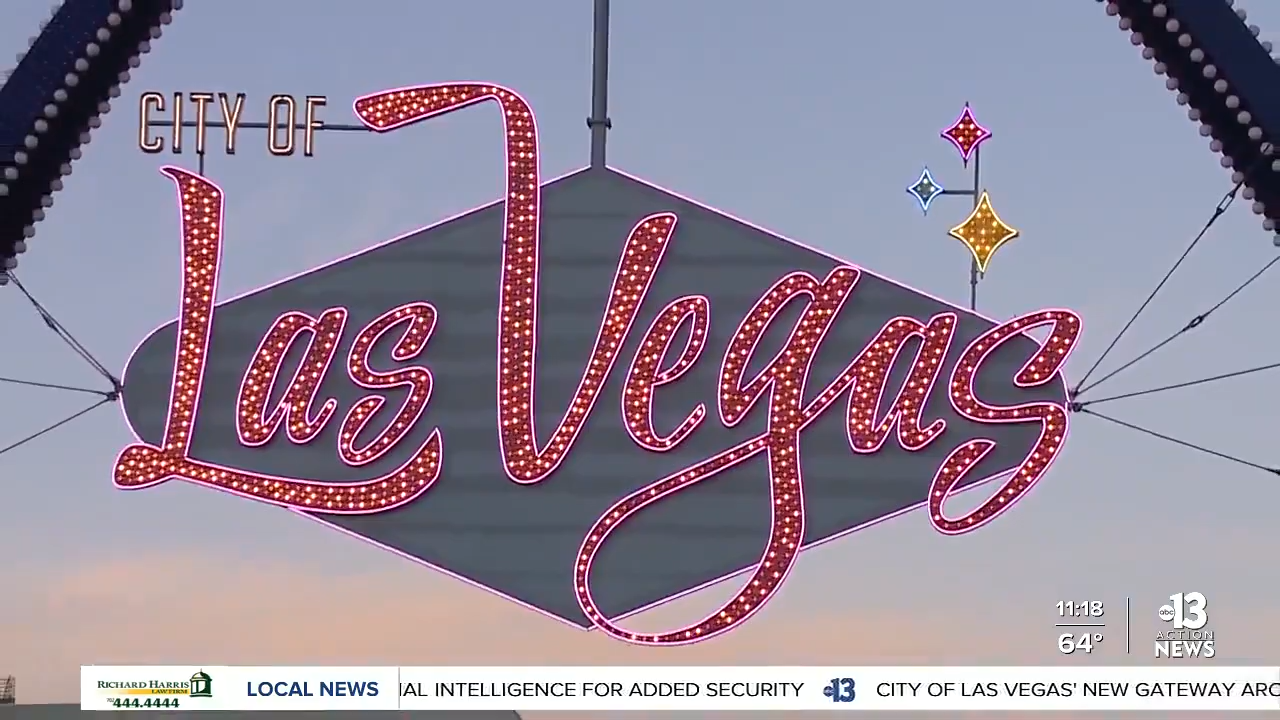 CITY OF
Las Vegas
11:18
64°
abc 13
ACTION
NEWS
RICHARD HARRIS
LAW FIRM
444.4444
LOCAL NEWS
IAL INTELLIGENCE FOR ADDED SECURITY
13
CITY OF LAS VEGAS' NEW GATEWAY ARC